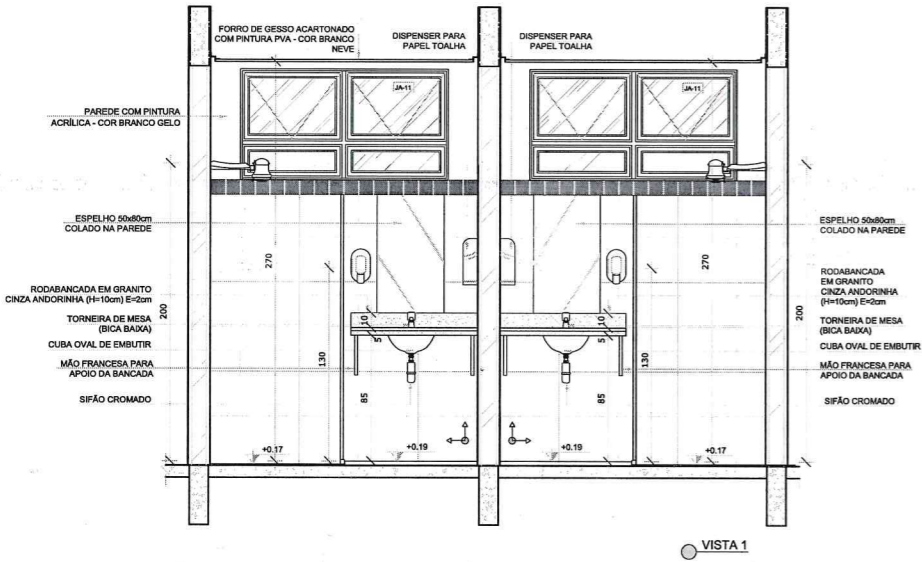 FORRO DE GESSO ACARTONADO
COM PINTURA PVA - COR BRANCO
NEVE
DISPENSER PARA
PAPEL TOALHA
DISPENSER PARA
PAPEL TOALHA
JA-11
JA-11
PAREDE COM PINTURA
ACRÍLICA - COR BRANCO GELO
ESPELHO 50x80cm
COLADO NA PAREDE
RODABANCADA EM GRANITO
CINZA ANDORINHA (H=10cm) E=2cm
TORNEIRA DE MESA
(BICA BAIXA)
CUBA OVAL DE EMBUTIR
MÃO FRANCESA PARA
APOIO DA BANCADA
SIFÃO CROMADO
200
270
130
10
5
85
+0.17
+0.19
10
5
85
130
270
200
+0.19
+0.17
ESPELHO 50x80cm
COLADO NA PAREDE
RODABANCADA
EM GRANITO
CINZA ANDORINHA
(H=10cm) E=2cm
TORNEIRA DE MESA
(BICA BAIXA)
CUBA OVAL DE EMBUTIR
MÃO FRANCESA PARA
APOIO DA BANCADA
SIFÃO CROMADO
VISTA 1